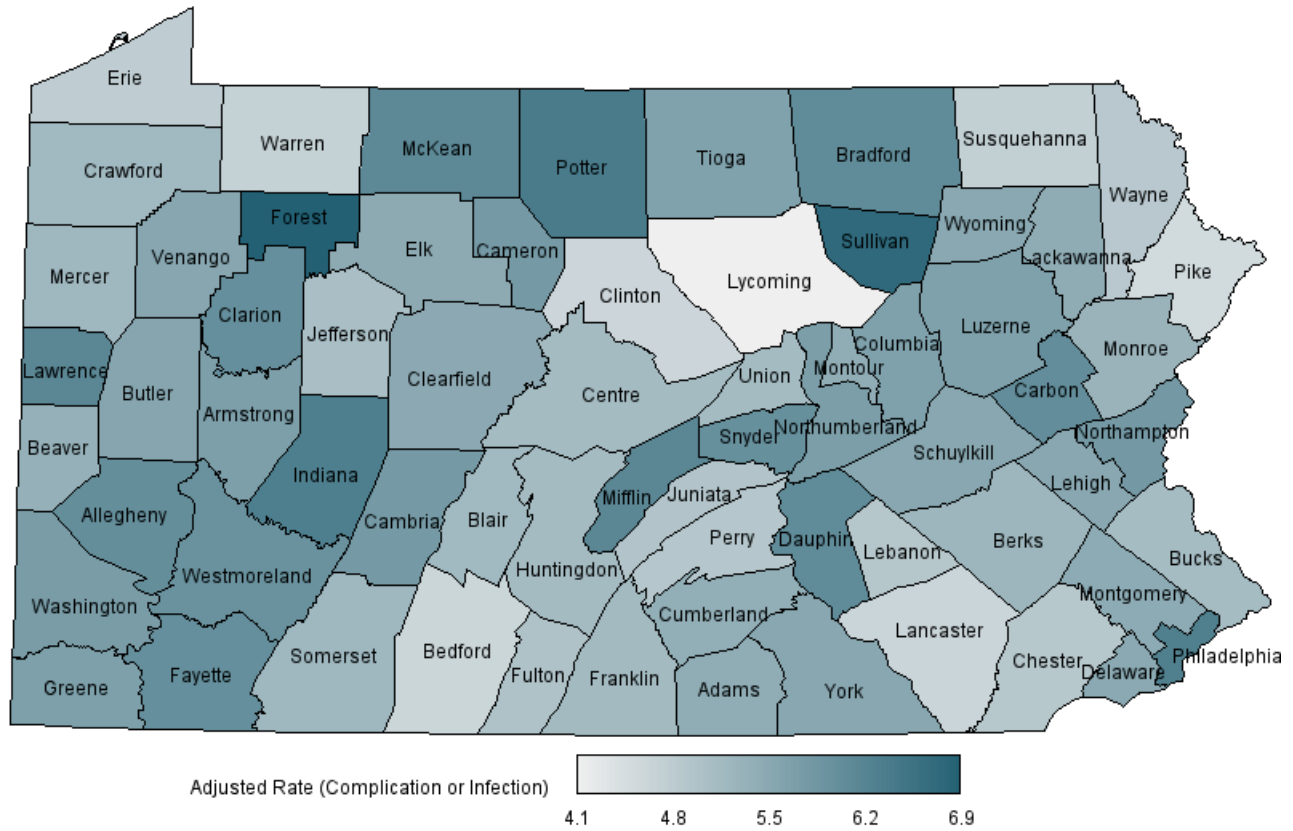 Erie
Warren
McKean
Potter
Tioga
Bradford
Susquehanna
Crawford
Wayne
Forest
Sullivan
Wyoming
Venango
Elk
Cameron
Lackawanna
Mercer
Clinton
Lycoming
Pike
Clarion
Jefferson
Luzerne
Columbia
Monroe
Lawrence
Butler
Clearfield
Union
Montour
Centre
Carbon
Armstrong
Northumberland
Northampton
Snyder
Beaver
Schuylkill
Indiana
Lehigh
Mifflin
Juniata
Allegheny
Cambria
Blair
Perry
Dauphin
Lebanon
Berks
Bucks
Westmoreland
Huntingdon
Washington
Cumberland
Montgomery
Lancaster
Somerset
Bedford
Philadelphia
Chester
Fayette
Fulton
Franklin
Delaware
Greene
Adams
York
Adjusted Rate (Complication or Infection)
4.1 4.8 5.5 6.2 6.9